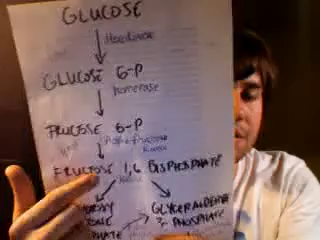 GLUCOSE
Hexokinase
GLUCOSE 6-P
Isomerase
FRUCTOSE 6-P
Phosphofructose
Kinase
FRUCTOSE 1,6 BISPHOSPHATE
GLYCERALDEHYDE
3-PHOSPHATE